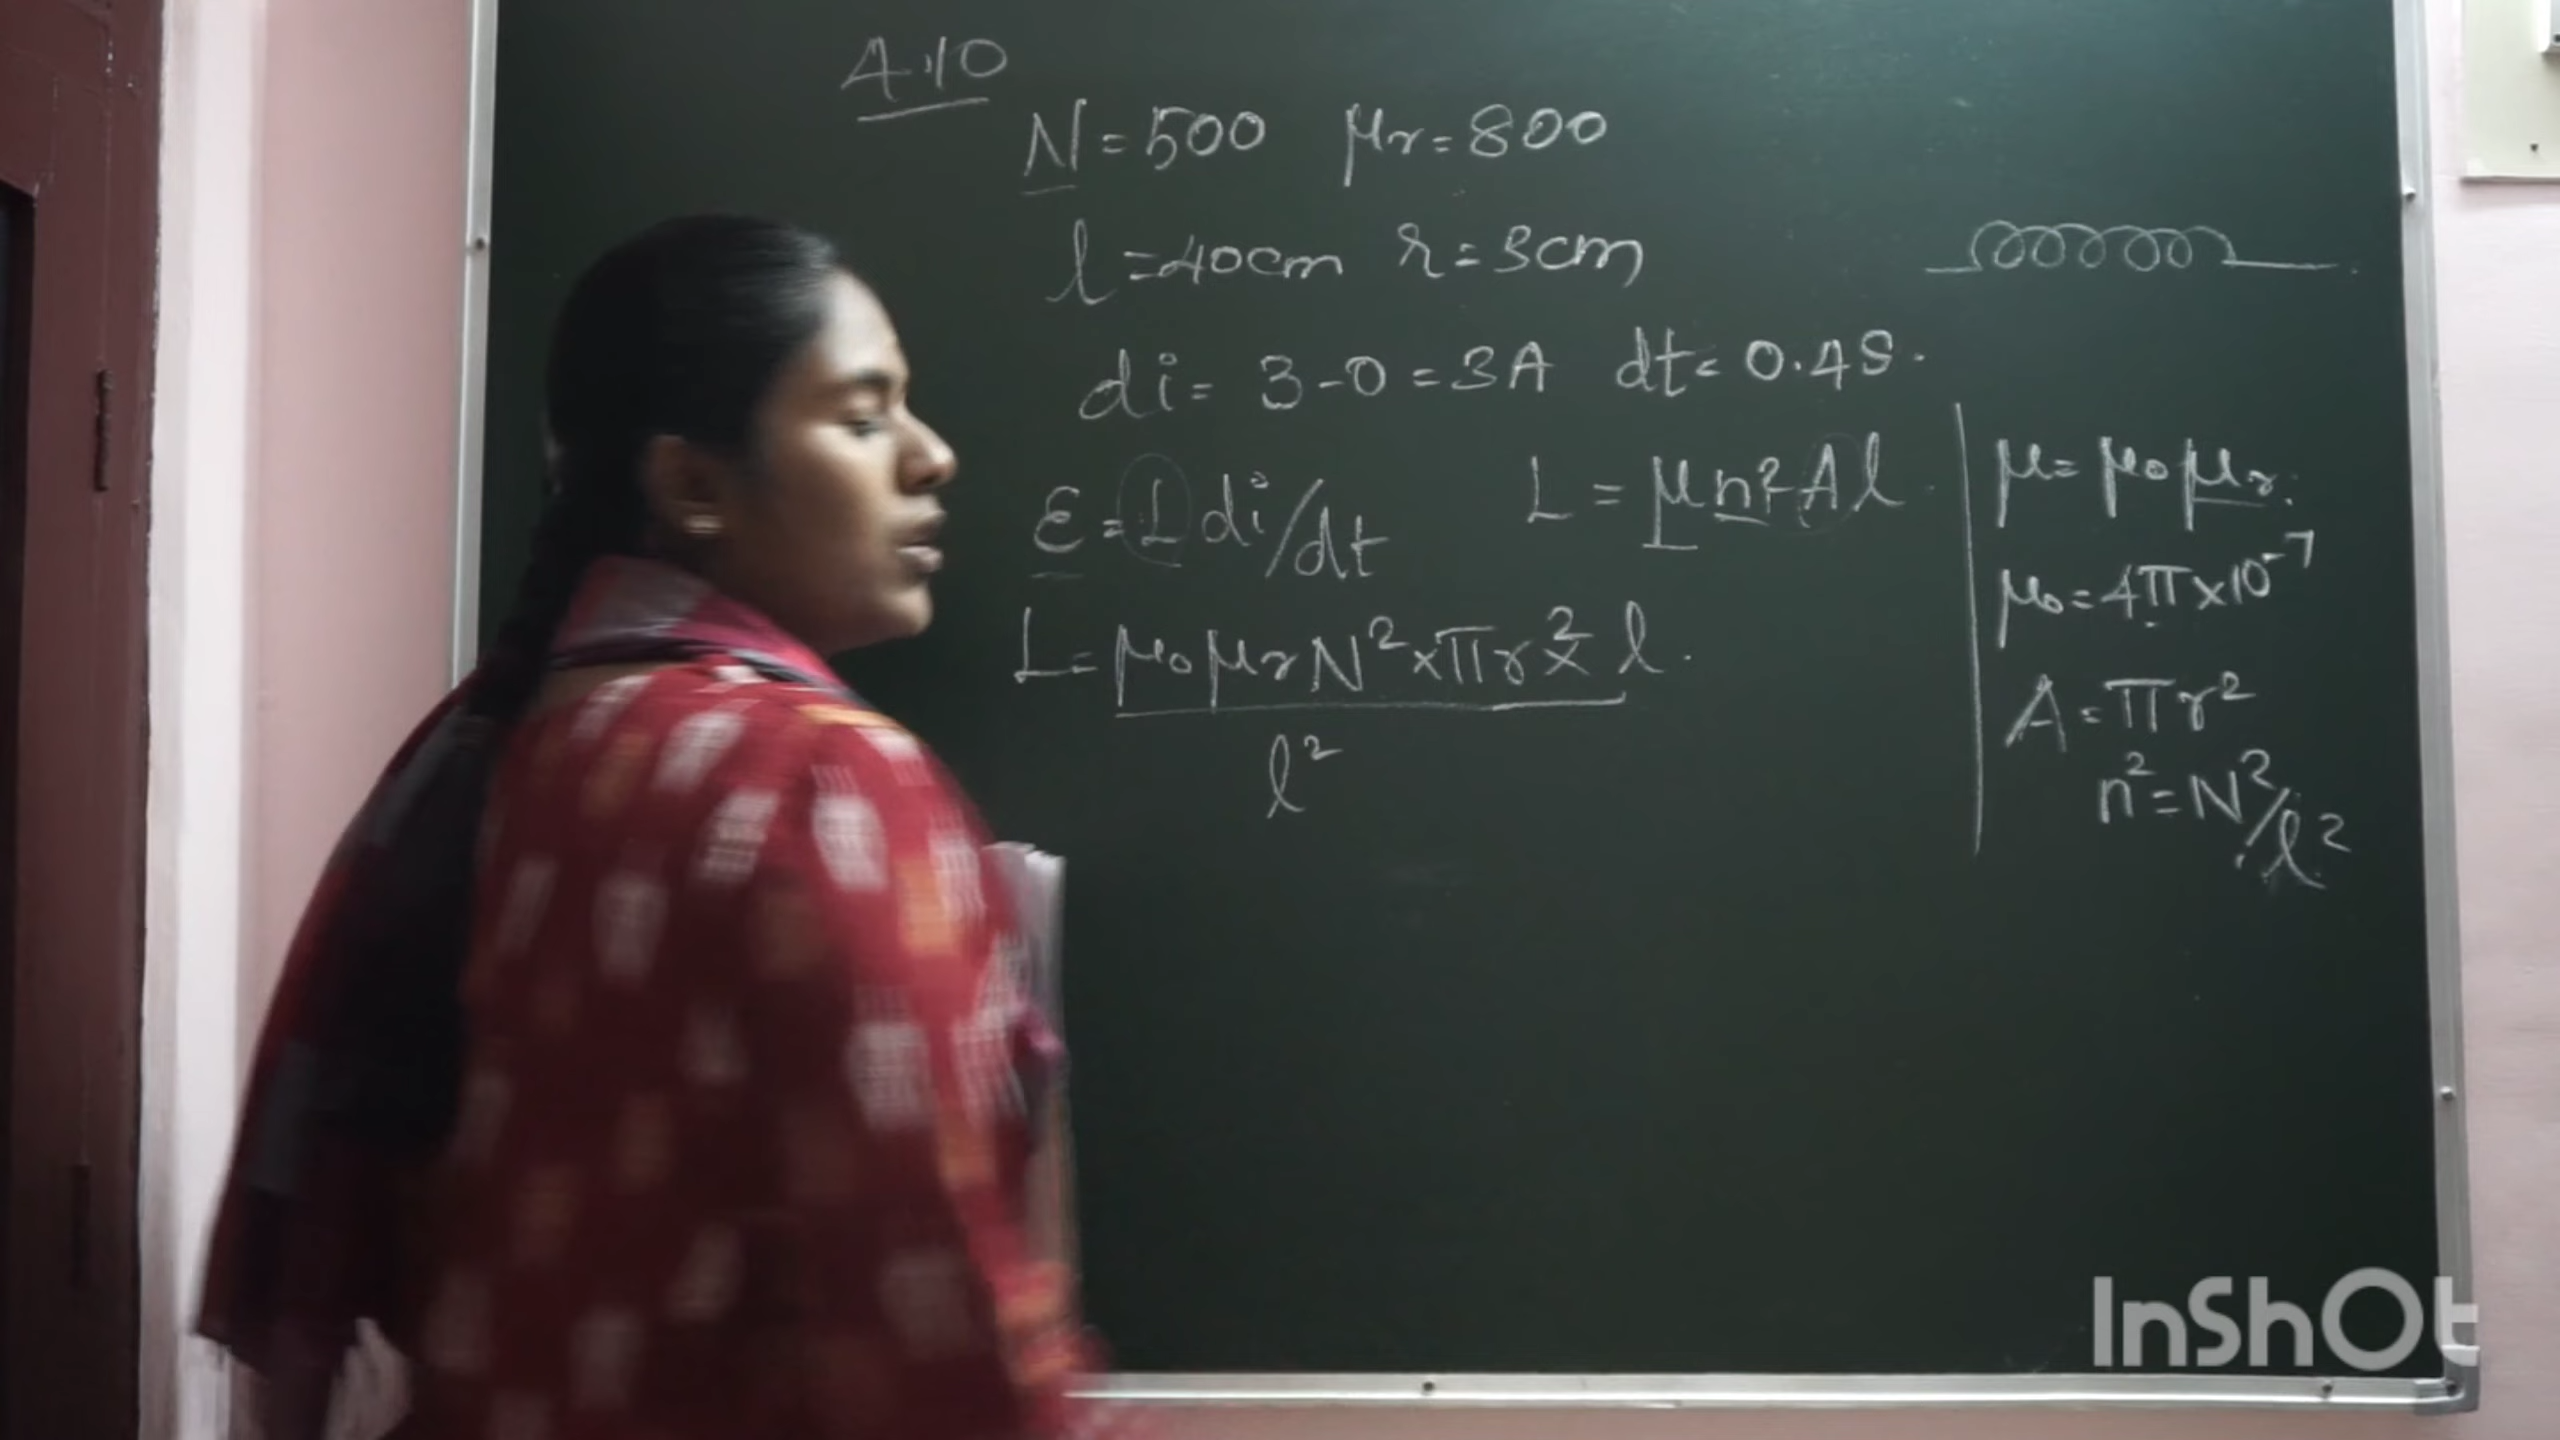 4.10
N = 500 μr = 800
l = 40cm r = 3cm
di = 3 - 0 = 3A dt = 0.4S.
ε = L di/dt L = μn²Al
L = μ₀μrN² × πr² × l.
l²
μ = μ₀μr.
μ₀ = 4π×10⁻⁷
A = πr²
n² = N²/l²
InShOt